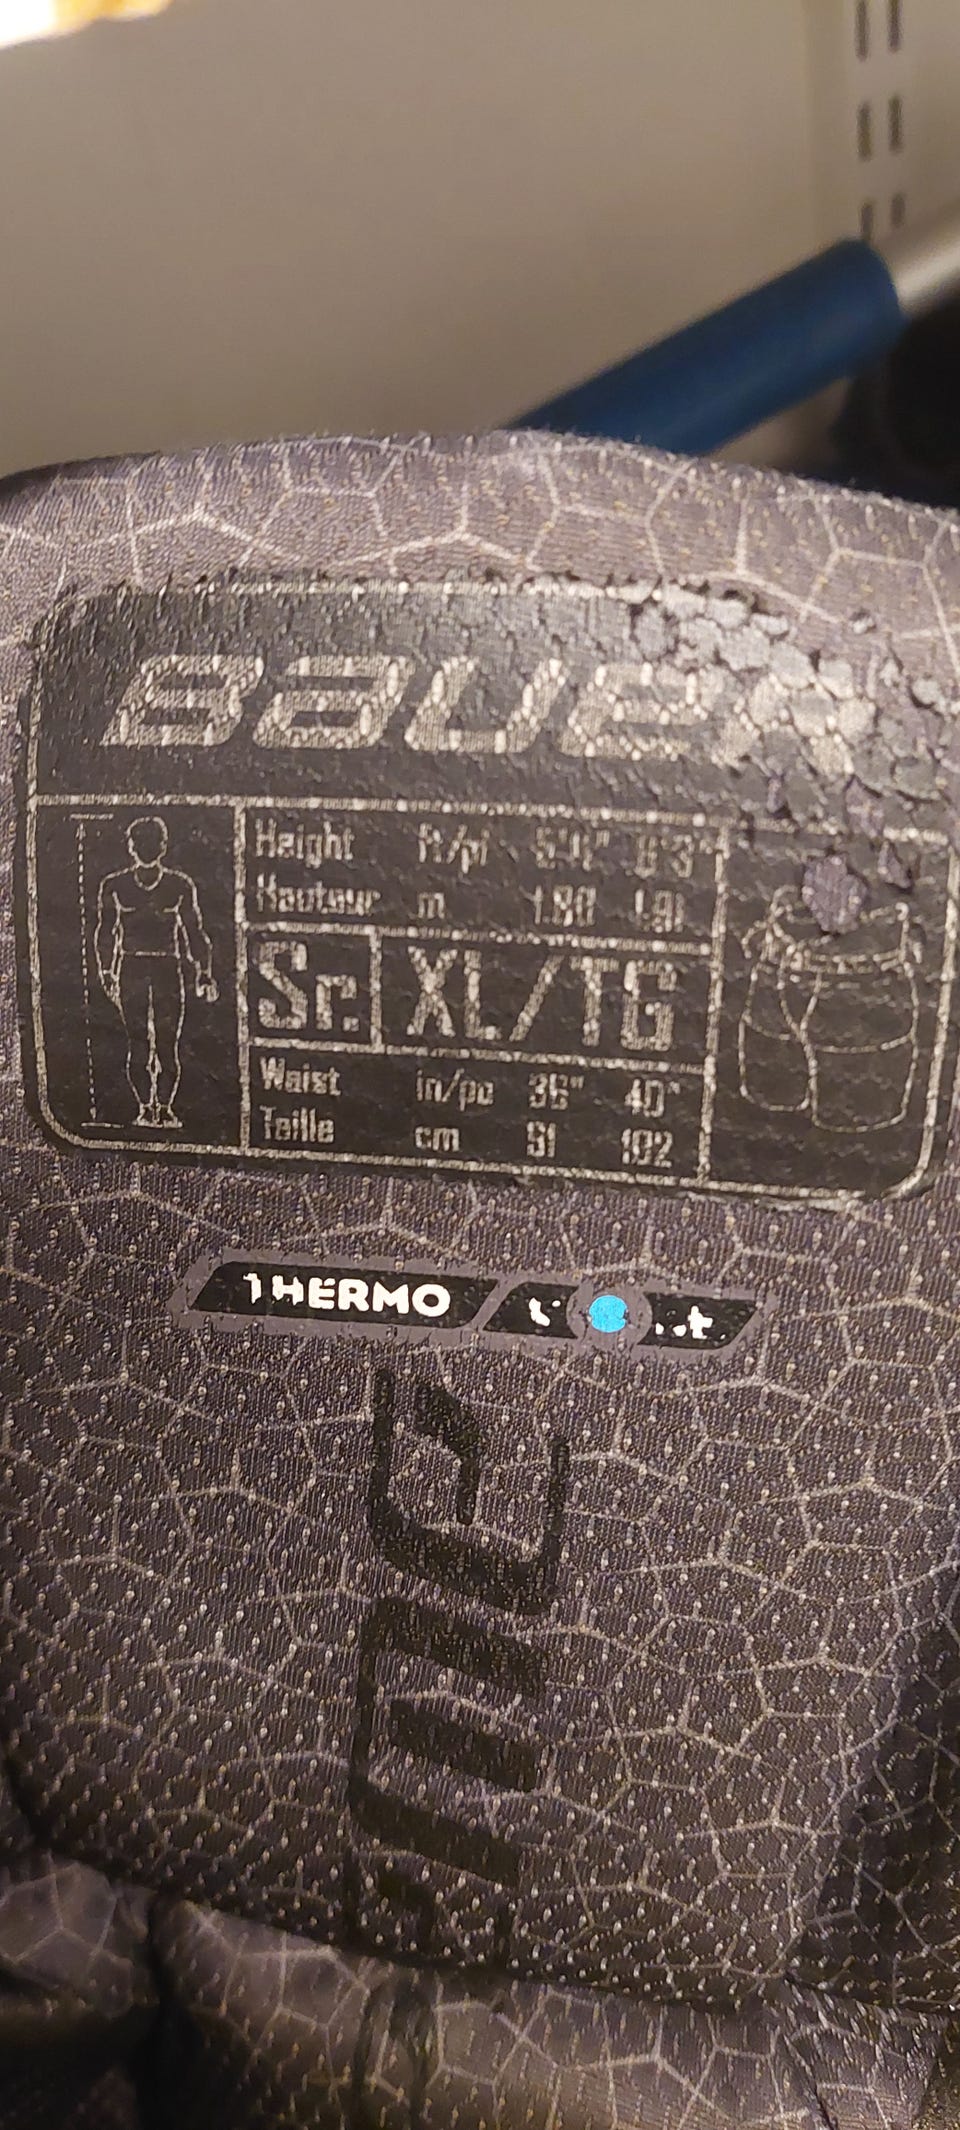 BAUER
Height ft/pi 5'11" 6'3"
Hauteur m 1.80 1.91
Sr. XL/TG
Waist in/po 36" 40"
Taille cm 91 102
THERMO